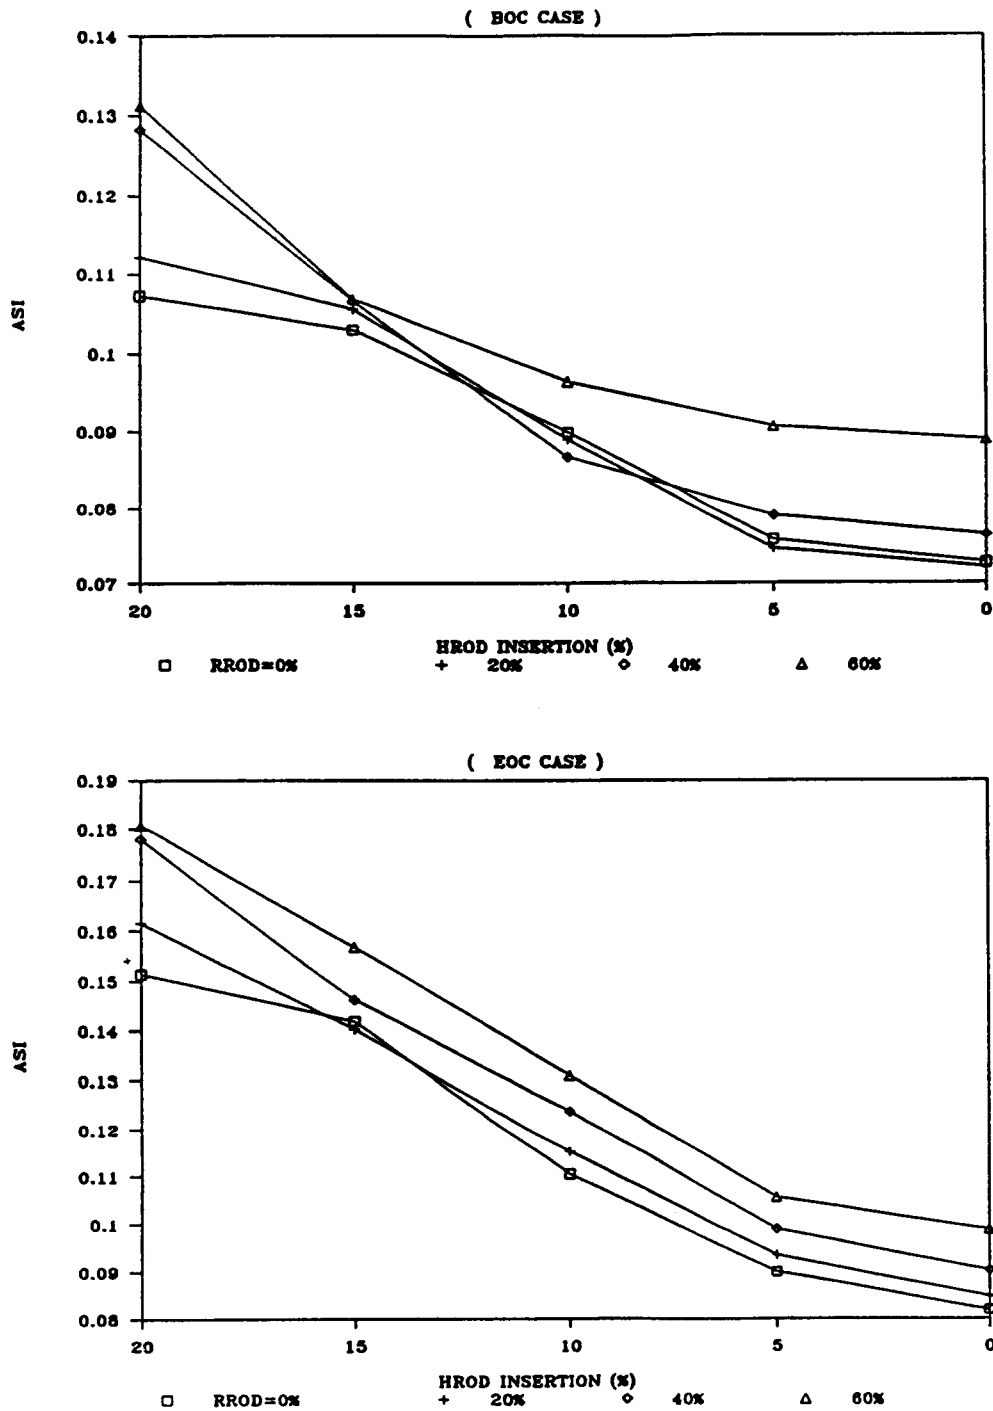 ( BOC CASE )
0.14
0.13
0.12
0.11
0.1
0.09
0.08
0.07
ASI
20 15 10 5 0
HROD INSERTION (%)
RROD=0% 20% 40% 60%
( EOC CASE )
0.19
0.18
0.17
0.16
0.15
0.14
0.13
0.12
0.11
0.1
0.09
0.08
ASI
20 15 10 5 0
HROD INSERTION (%)
RROD=0% 20% 40% 60%